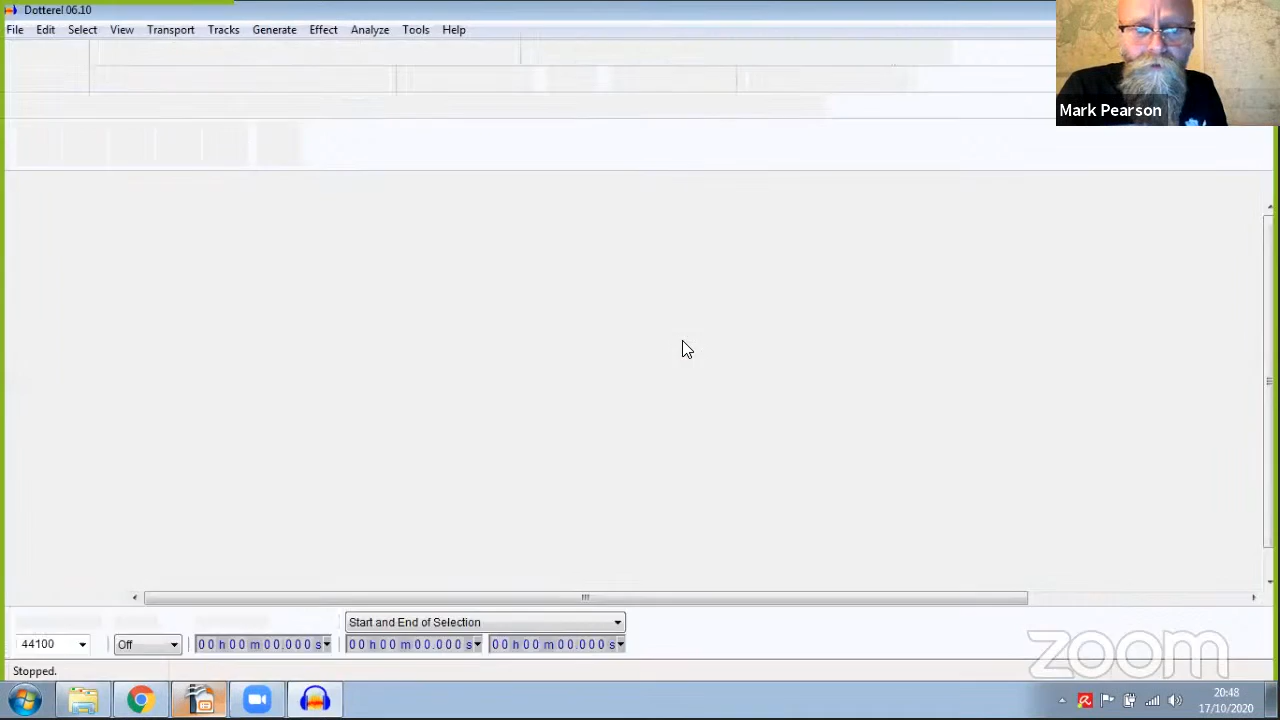 Dotterel 06.10
File Edit Select View Transport Tracks Generate Effect Analyze Tools Help
Mark Pearson
Start and End of Selection
44100 Off 00 h 00 m 00.000 s 00 h 00 m 00.000 s 00 h 00 m 00.000 s
zoom
Stopped.
20:48
17/10/2020